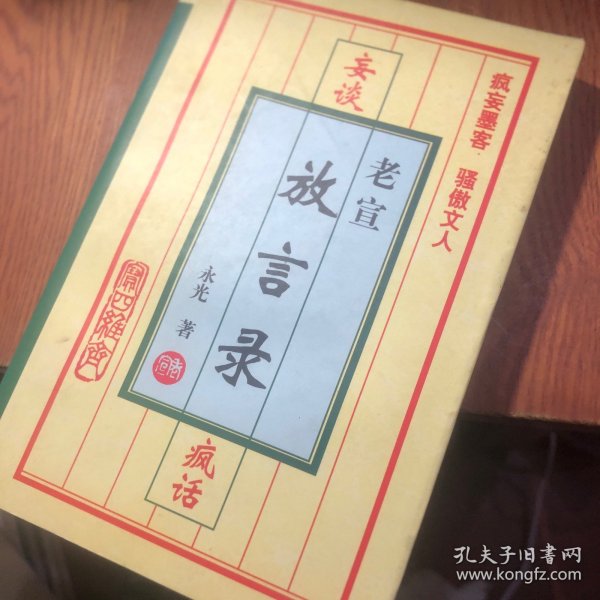 疯妄墨客·骚傲文人
妄谈
老宣
放言录
永光 著
疯话
孔夫子旧書网
www.kongfz.com